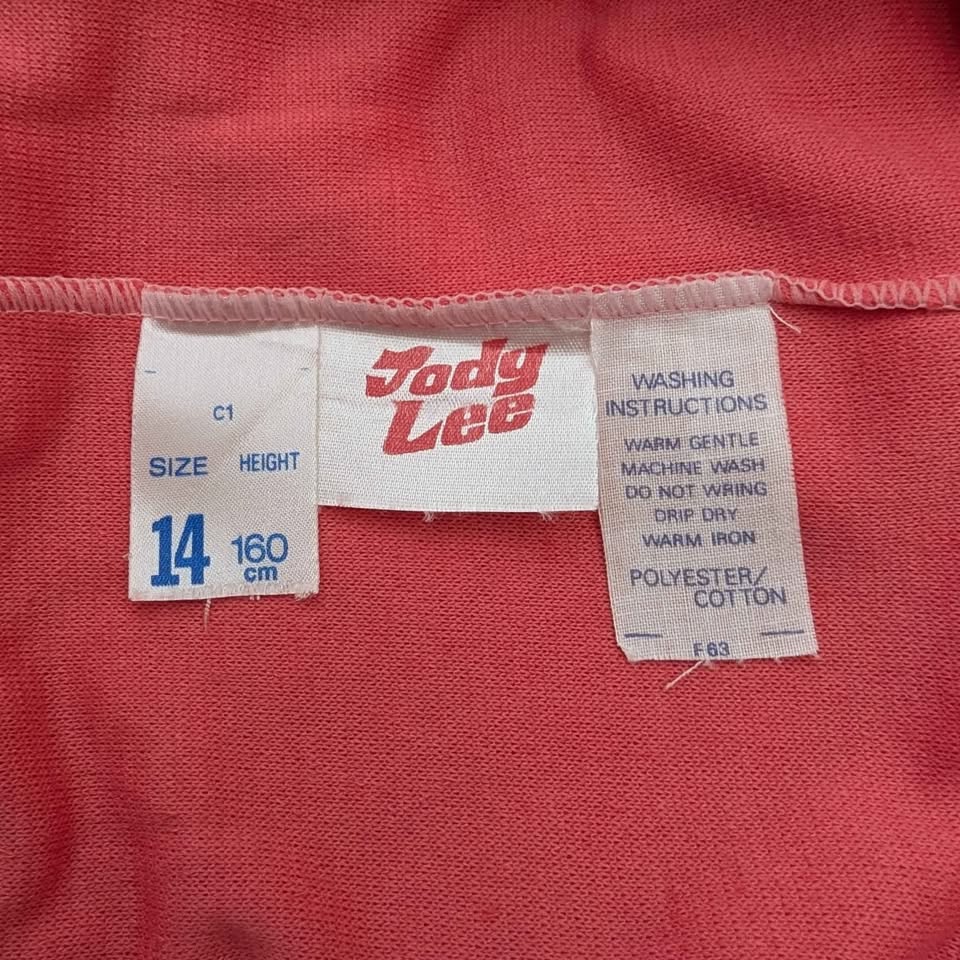 C1
SIZE HEIGHT
14 160
cm
Jody
Lee
WASHING
INSTRUCTIONS
WARM GENTLE
MACHINE WASH
DO NOT WRING
DRIP DRY
WARM IRON
POLYESTER/
COTTON
F63